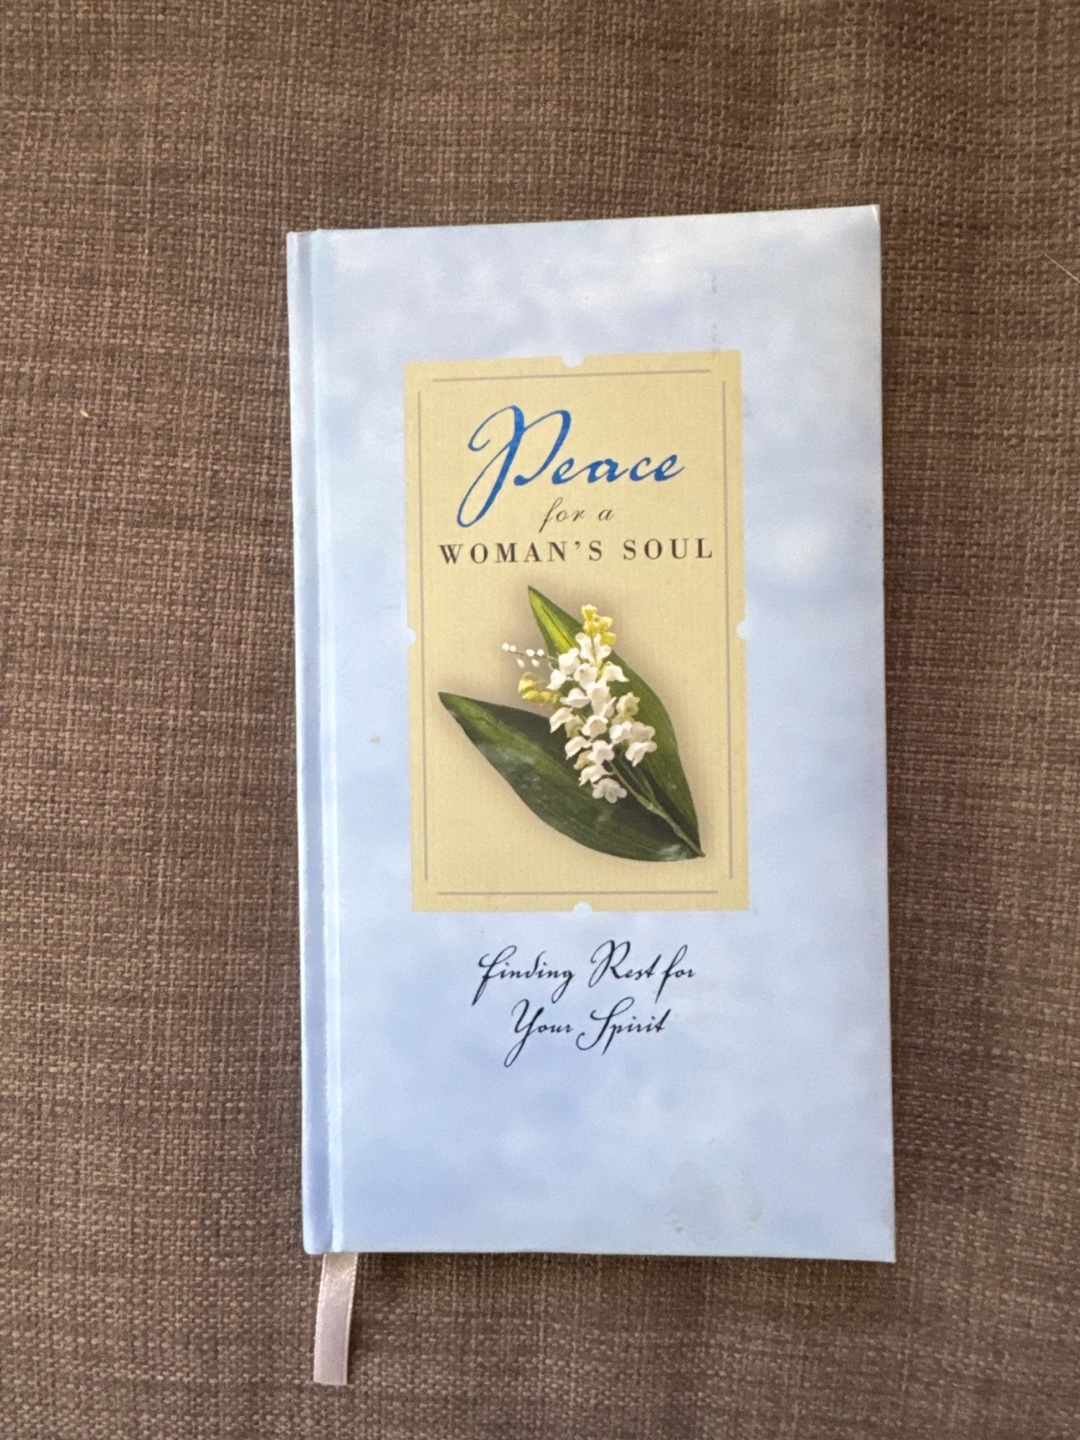 Peace
for a
WOMAN'S SOUL
Finding Rest for
Your Spirit